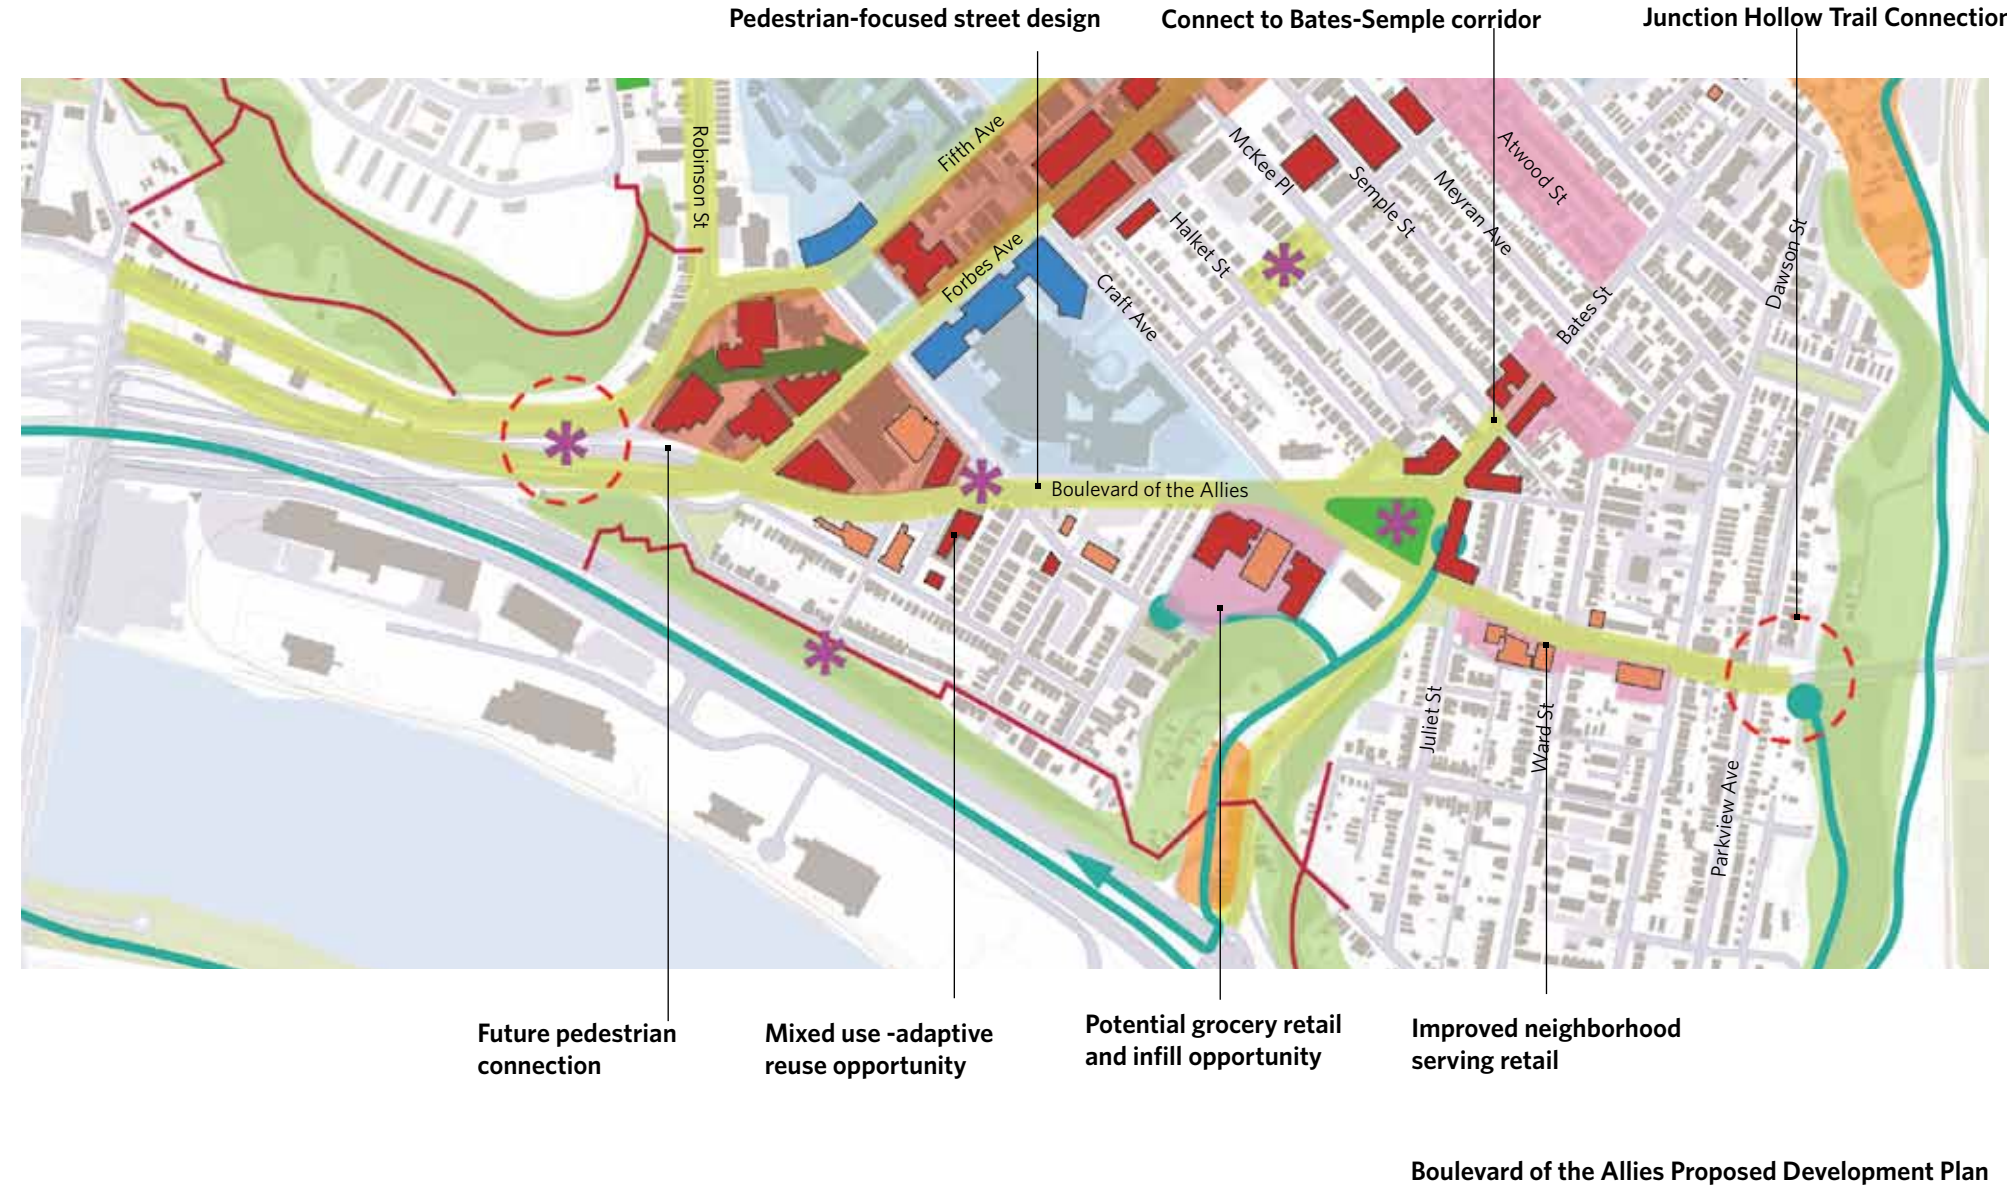 Pedestrian-focused street design
Connect to Bates-Semple corridor
Junction Hollow Trail Connection
Robinson St
Fifth Ave
Forbes Ave
McKee Pl
Semple St
Meyran Ave
Atwood St
Halket St
Craft Ave
Bates St
Dawson St
Boulevard of the Allies
Juliet St
Ward St
Parkview Ave
Future pedestrian
connection
Mixed use -adaptive
reuse opportunity
Potential grocery retail
and infill opportunity
Improved neighborhood
serving retail
Boulevard of the Allies Proposed Development Plan